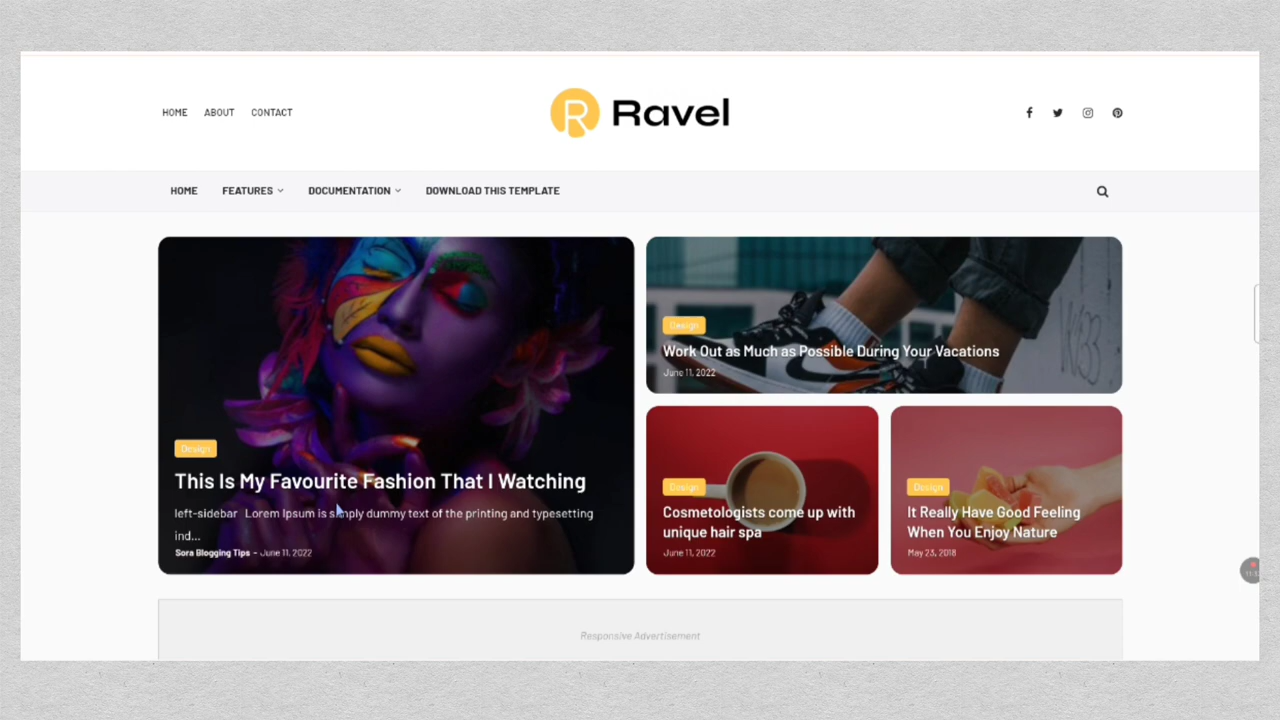 HOME ABOUT CONTACT
R Ravel
HOME FEATURES DOCUMENTATION DOWNLOAD THIS TEMPLATE
Design
This Is My Favourite Fashion That I Watching
left-sidebar Lorem Ipsum is simply dummy text of the printing and typesetting
ind...
Sora Blogging Tips - June 11, 2022
Design
Work Out as Much as Possible During Your Vacations
June 11, 2022
Design
Cosmetologists come up with
unique hair spa
June 11, 2022
Design
It Really Have Good Feeling
When You Enjoy Nature
May 23, 2018
Responsive Advertisement